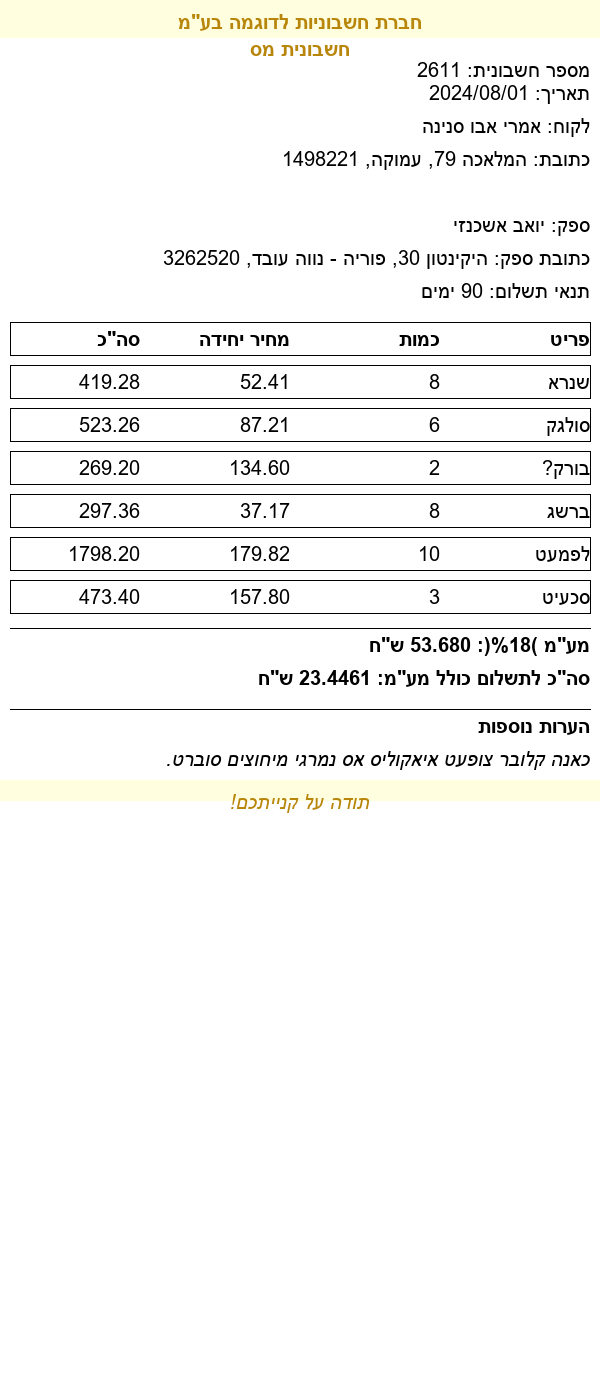 חברת חשבוניות לדוגמה בע"מ
חשבונית מס
מספר חשבונית: 2611
תאריך: 2024/08/01
לקוח: אמרי אבו סנינה
כתובת: המלאכה 79, עמוקה, 1498221
ספק: יואב אשכנזי
כתובת ספק: היקינטון 30, פוריה - נווה עובד, 3262520
תנאי תשלום: 90 ימים
פריט כמות מחיר יחידה סה"כ
שנרא 8 52.41 419.28
סולגק 6 87.21 523.26
בורק? 2 134.60 269.20
ברשג 8 37.17 297.36
לפמעט 10 179.82 1798.20
סכעיט 3 157.80 473.40
מע"מ )18%(: 53.680 ש"ח
סה"כ לתשלום כולל מע"מ: 23.4461 ש"ח
הערות נוספות
כאנה קלובר צופעט איאקוליס אס נמרגי מיחוצים סוברט.
תודה על קנייתכם!